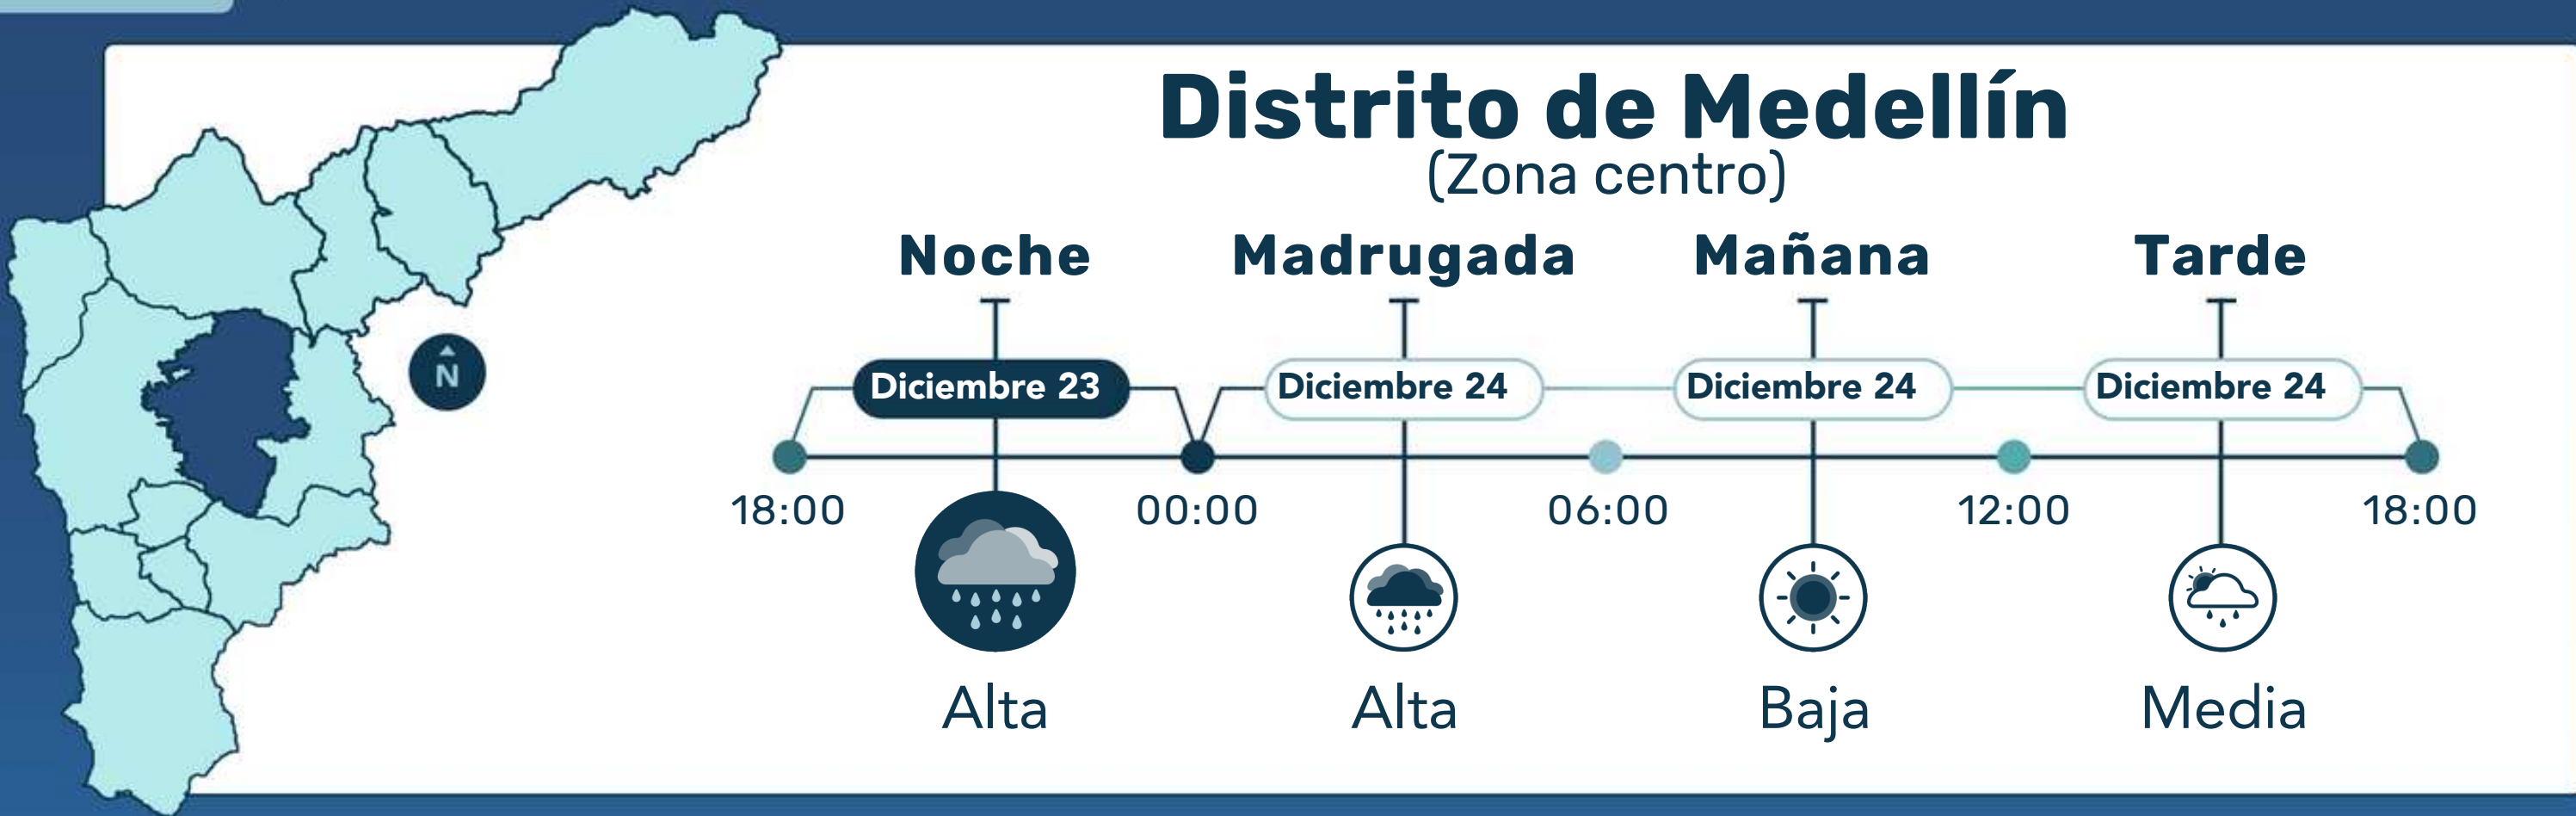 Distrito de Medellín
(Zona centro)
Noche Madrugada Mañana Tarde
N
Diciembre 23 Diciembre 24 Diciembre 24 Diciembre 24
18:00 00:00 06:00 12:00 18:00
Alta Alta Baja Media